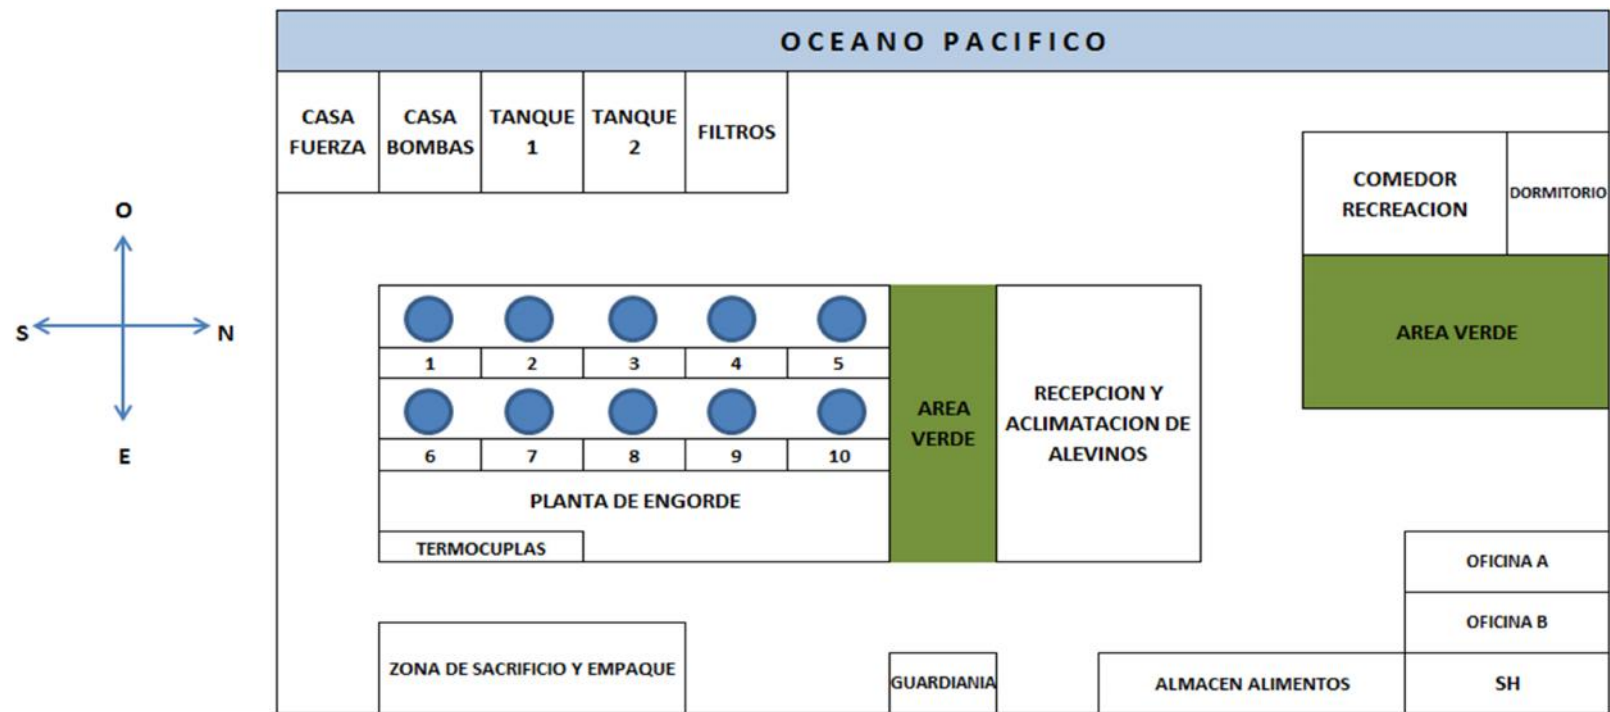 OCEANO PACIFICO
CASA
FUERZA
CASA
BOMBAS
TANQUE
1
TANQUE
2
FILTROS
COMEDOR
RECREACION
DORMITORIO
O
S
N
E
1
2
3
4
5
6
7
8
9
10
PLANTA DE ENGORDE
TERMOCUPLAS
AREA
VERDE
RECEPCION Y
ACLIMATACION DE
ALEVINOS
AREA VERDE
OFICINA A
OFICINA B
ZONA DE SACRIFICIO Y EMPAQUE
GUARDIANIA
ALMACEN ALIMENTOS
SH